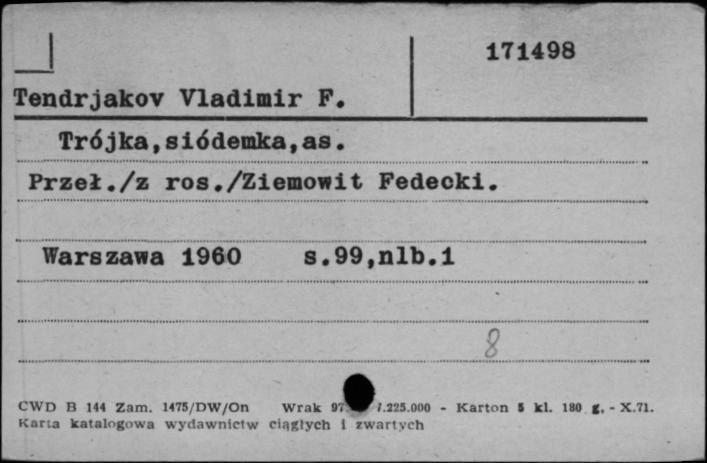 171498
Tendrjakov Vladimir F.
Trójka,siódemka,as.
Przeł./z ros./Ziemowit Fedecki.
Warszawa 1960 s.99,nlb.1
8
CWD B 144 Zam. 1475/DW/On Wrak .225.000 - Karton 5 kl. 180 g. - X.71.
Karta katalogowa wydawnictw ciągłych i zwartych